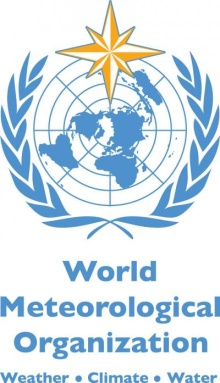 World
Meteorological
Organization
Weather • Climate • Water